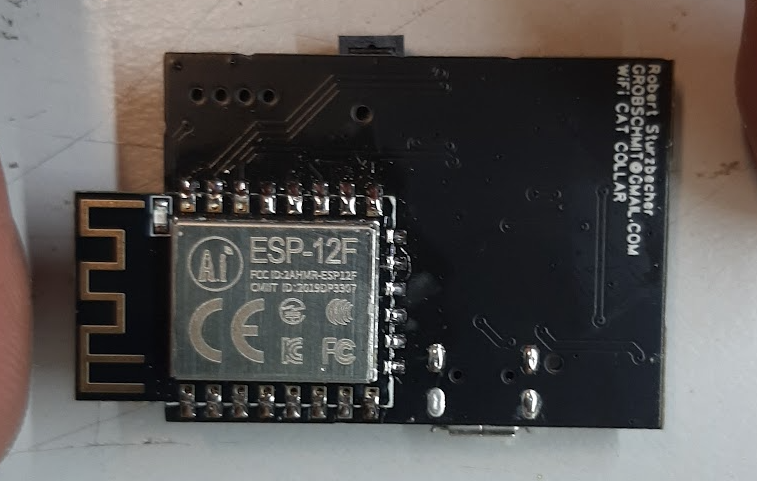 Robert Sturzbecher
GROBSCHMIT@GMAIL.COM
WiFi CAT COLLAR
Ai
ESP-12F
FCC ID:2AHMR-ESP12F
CMIIT ID:2019DP3307
CE
FC